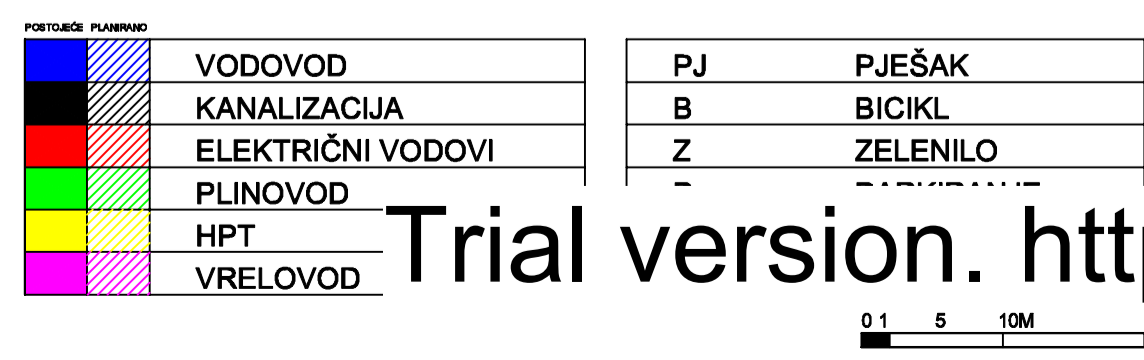 POSTOJEĆE PLANIRANO
VODOVOD
KANALIZACIJA
ELEKTRIČNI VODOVI
PLINOVOD
HPT
VRELOVOD
PJ PJEŠAK
B BICIKL
Z ZELENILO
PARKIRANJE
Trial version. htt
0 1 5 10M